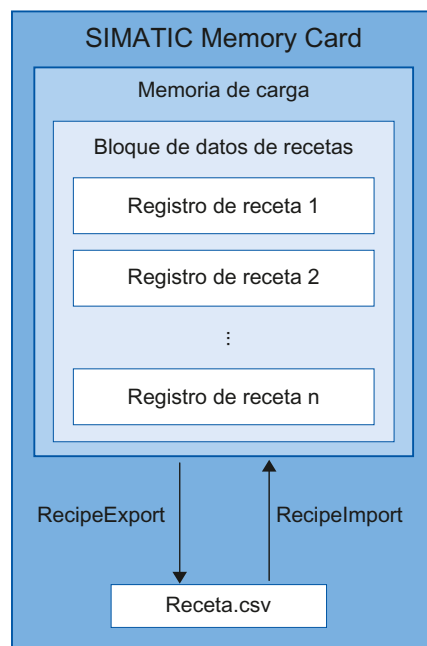 SIMATIC Memory Card
Memoria de carga
Bloque de datos de recetas
Registro de receta 1
Registro de receta 2
⋮
Registro de receta n
RecipeExport
RecipeImport
Receta.csv